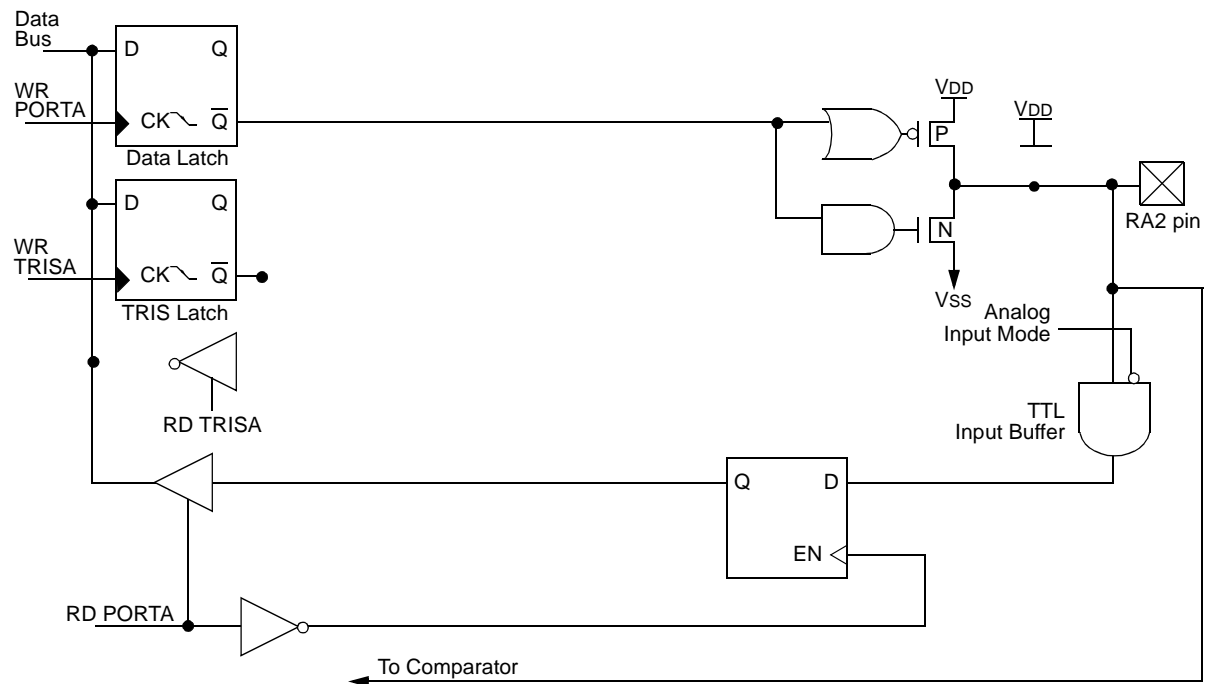 Data
Bus
D
Q
WR
PORTA
CK
Q
Data Latch
D
Q
WR
TRISA
CK
Q
TRIS Latch
RD TRISA
VDD
P
VDD
N
VSS
RA2 pin
Analog
Input Mode
TTL
Input Buffer
Q
D
EN
RD PORTA
To Comparator